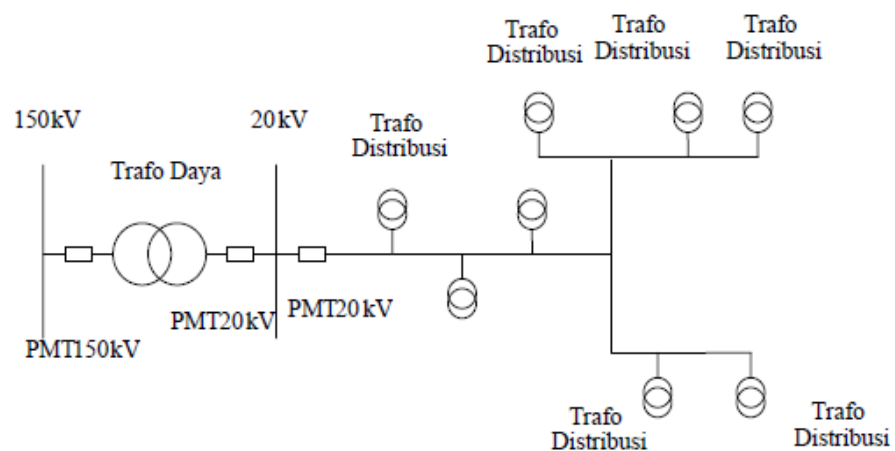 Trafo
Distribusi
Trafo
Distribusi
Trafo
Distribusi
150kV
20kV
Trafo
Distribusi
Trafo Daya
PMT150kV
PMT20kV
PMT20kV
Trafo
Distribusi
Trafo
Distribusi